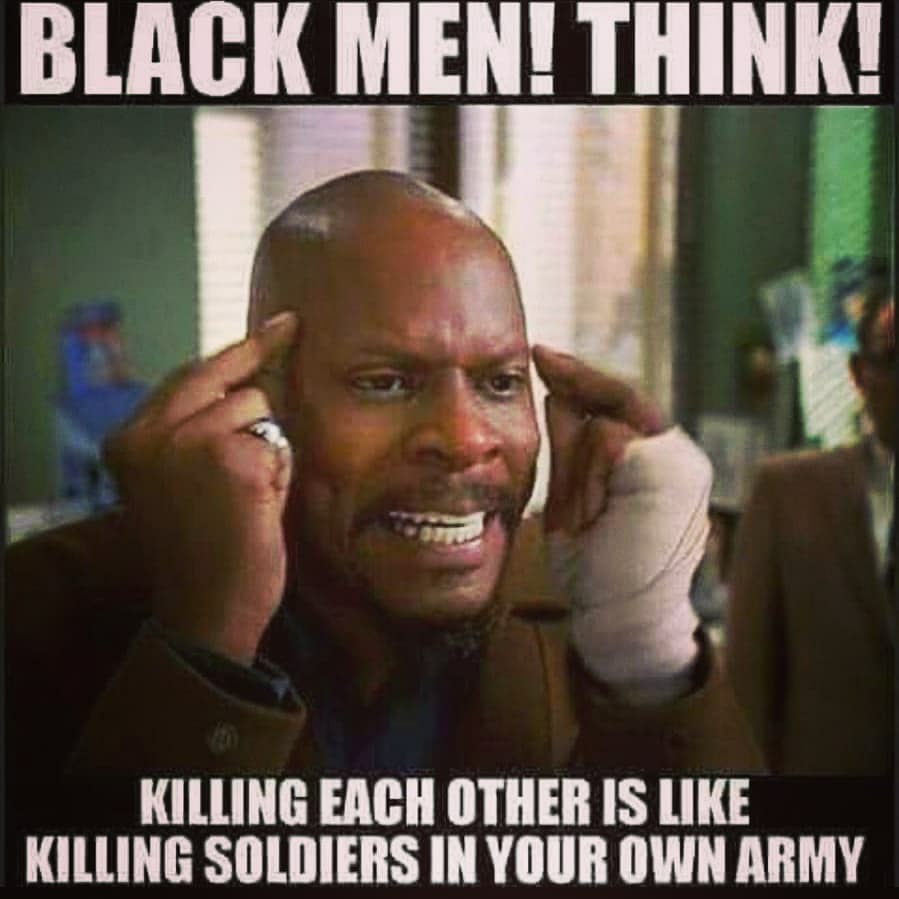 BLACK MEN! THINK!
KILLING EACH OTHER IS LIKE
KILLING SOLDIERS IN YOUR OWN ARMY